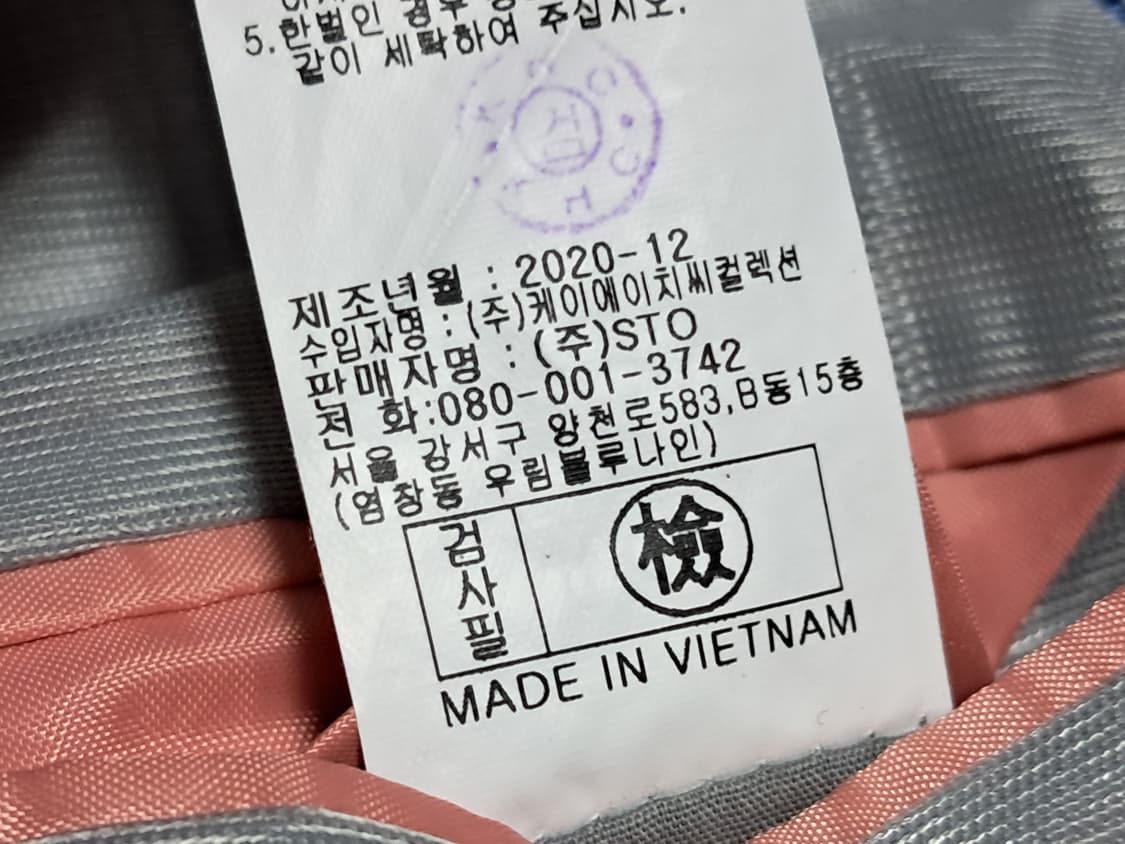 5.한벌인 경우
같이 세탁하여 주십시오.
제조년월 : 2020-12
수입자명 : (주)케이에이치씨컬렉션
판매자명 : (주)STO
전 화:080-001-3742
서울 강서구 양천로583,B동15층
(염창동 우림블루나인)
검사필
檢
MADE IN VIETNAM